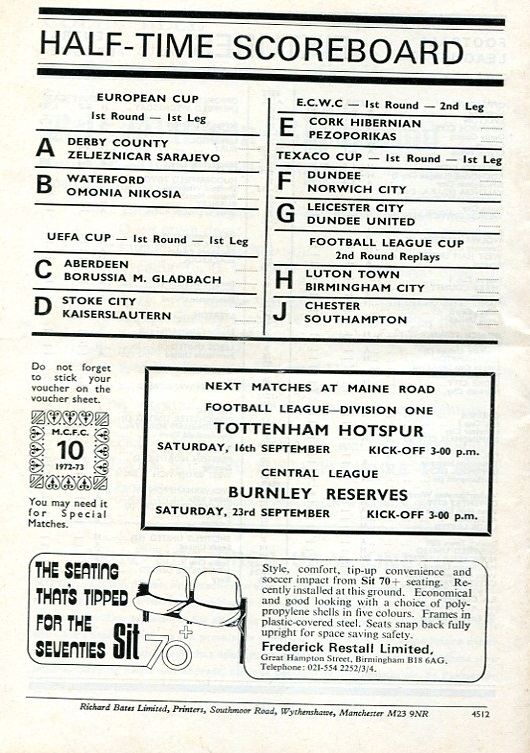 HALF-TIME SCOREBOARD
EUROPEAN CUP
1st Round — 1st Leg
A DERBY COUNTY
ZELJEZNICAR SARAJEVO
B WATERFORD
OMONIA NIKOSIA
UEFA CUP — 1st Round — 1st Leg
C ABERDEEN
BORUSSIA M. GLADBACH
D STOKE CITY
KAISERSLAUTERN
E.C.W.C — 1st Round — 2nd Leg
E CORK HIBERNIAN
PEZOPORIKAS
TEXACO CUP — 1st Round — 1st Leg
F DUNDEE
NORWICH CITY
G LEICESTER CITY
DUNDEE UNITED
FOOTBALL LEAGUE CUP
2nd Round Replays
H LUTON TOWN
BIRMINGHAM CITY
J CHESTER
SOUTHAMPTON
Do not forget
to stick your
voucher on the
voucher sheet.
M.C.F.C.
10
1972-73
You may need it
for Special
Matches.
NEXT MATCHES AT MAINE ROAD
FOOTBALL LEAGUE—DIVISION ONE
TOTTENHAM HOTSPUR
SATURDAY, 16th SEPTEMBER KICK-OFF 3-00 p.m.
CENTRAL LEAGUE
BURNLEY RESERVES
SATURDAY, 23rd SEPTEMBER KICK-OFF 3-00 p.m.
THE SEATING
THAT'S TIPPED
FOR THE
SEVENTIES Sit 70+
Style, comfort, tip-up convenience and
soccer impact from Sit 70+ seating. Re-
cently installed at this ground. Economical
and good looking with a choice of poly-
propylene shells in five colours. Frames in
plastic-covered steel. Seats snap back fully
upright for space saving safety.
Frederick Restall Limited,
Great Hampton Street, Birmingham B18 6AG.
Telephone: 021-554 2252/3/4.
Richard Bates Limited, Printers, Southmoor Road, Wythenshawe, Manchester M23 9NR 4512